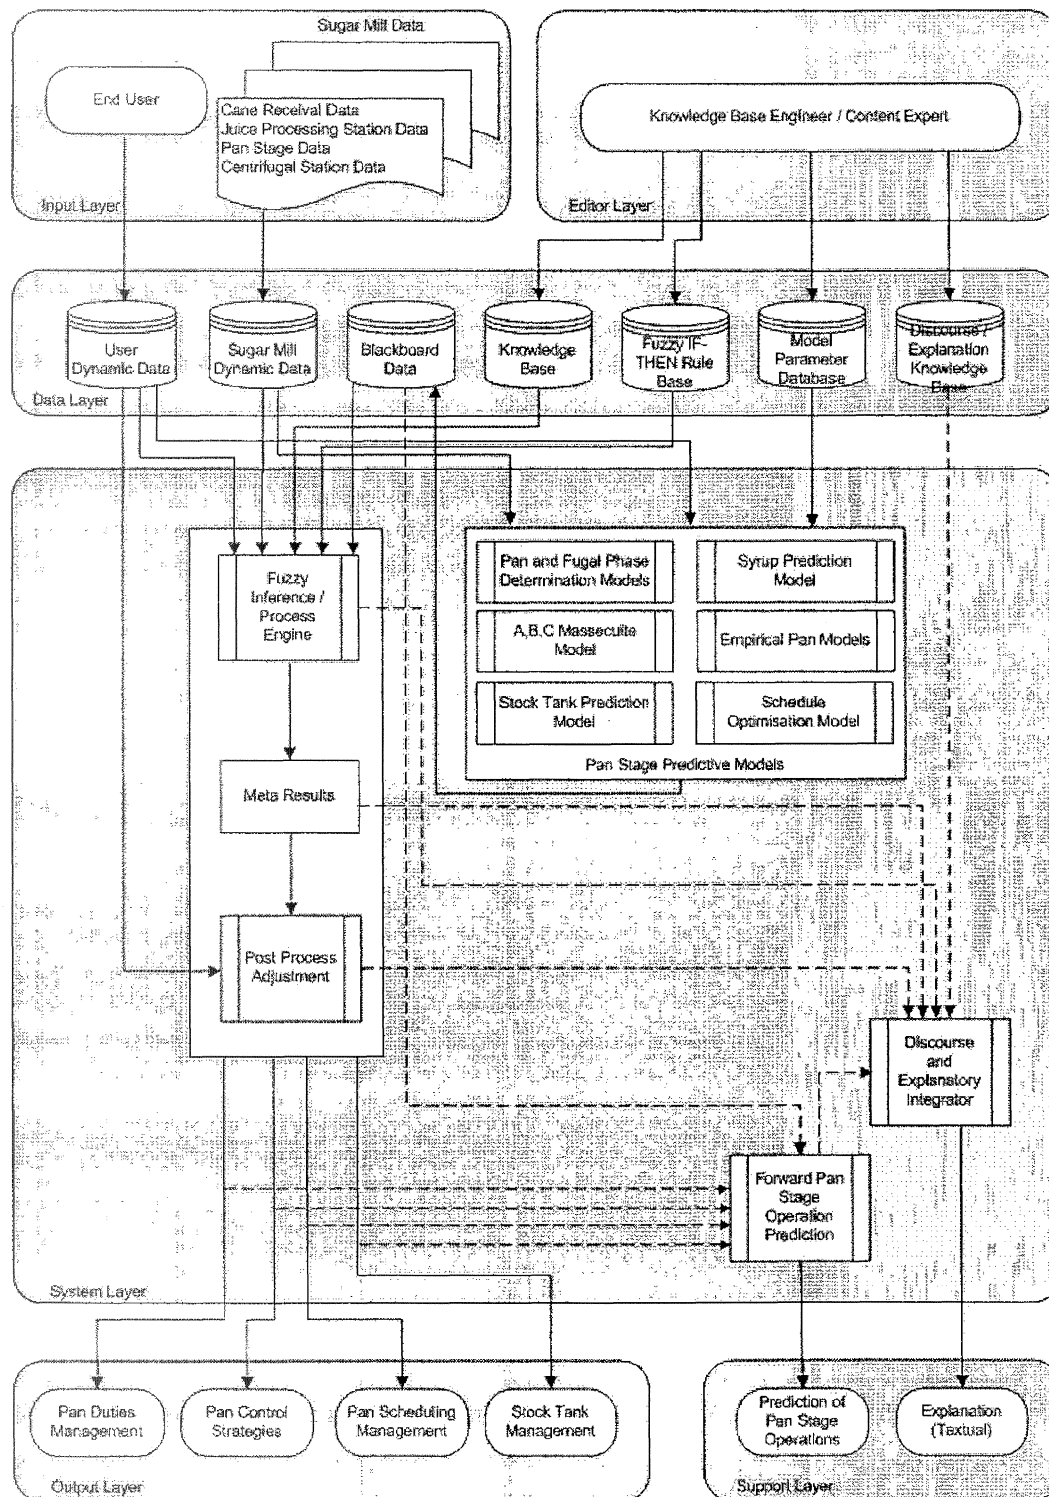 Sugar Mill Data
End User
Cane Receival Data
Juice Processing Station Data
Pan Stage Data
Centrifugal Station Data
Input Layer
Knowledge Base Engineer / Content Expert
Editor Layer
User
Dynamic Data
Sugar Mill
Dynamic Data
Blackboard
Data
Knowledge
Base
Fuzzy IF-
THEN Rule
Base
Model
Parameter
Database
Discourse /
Explanation
Knowledge
Base
Data Layer
Fuzzy
Inference /
Process
Engine
Pan and Fugal Phase
Determination Models
Syrup Prediction
Model
A,B,C Massecuite
Model
Empirical Pan Models
Stock Tank Prediction
Model
Schedule
Optimisation Model
Pan Stage Predictive Models
Meta Results
Post Process
Adjustment
Discourse
and
Explanatory
Integrator
Forward Pan
Stage
Operation
Prediction
System Layer
Pan Duties
Management
Pan Control
Strategies
Pan Scheduling
Management
Stock Tank
Management
Output Layer
Prediction of
Pan Stage
Operations
Explanation
(Textual)
Support Layer